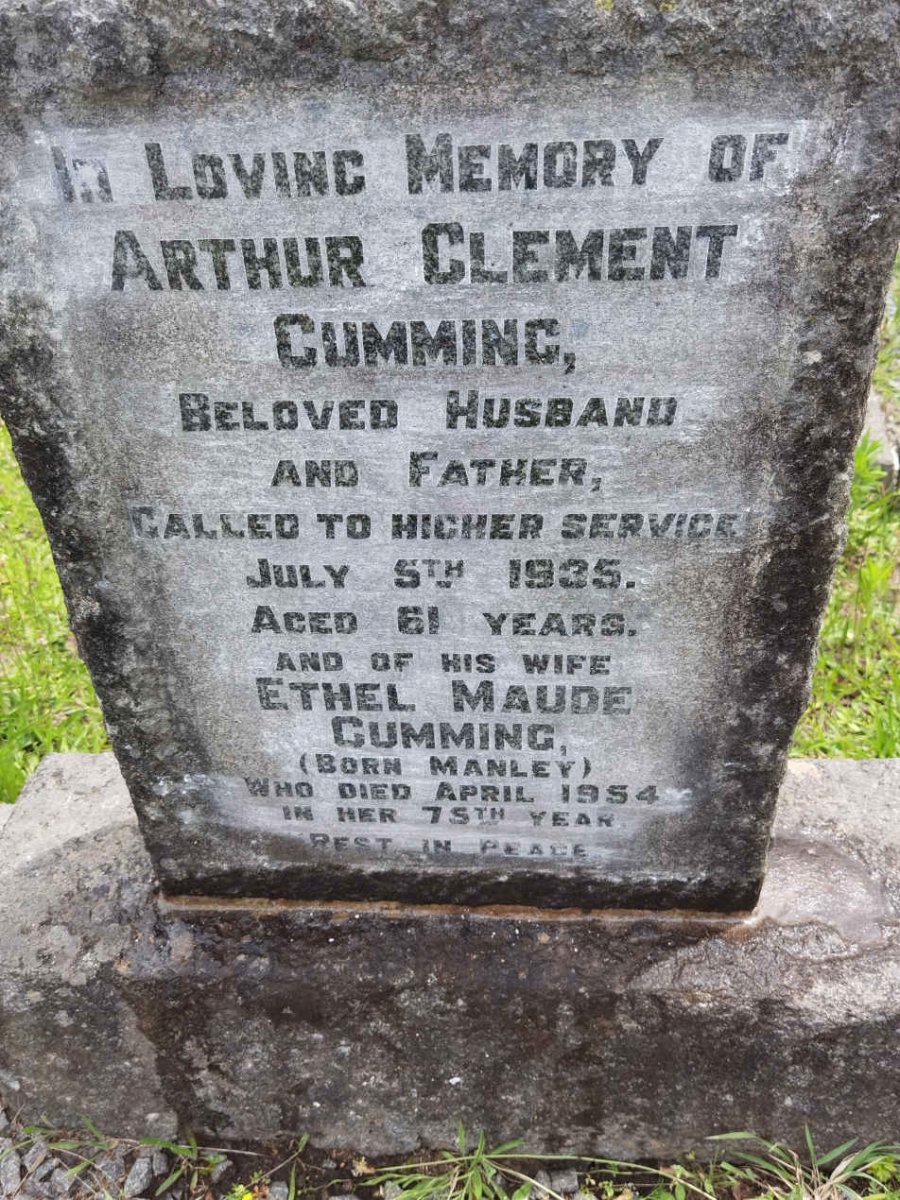 In Loving Memory of
Arthur Clement
Cumming,
Beloved Husband
and Father,
Called to higher service
July 5th 1935.
Aged 61 years.
and of his wife
Ethel Maude
Cumming,
(Born Manley)
Who died April 1954
in her 75th year
Rest in Peace